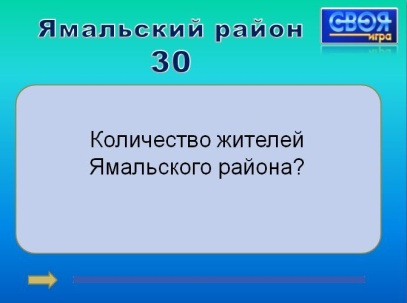 Ямальский район
30
СВОЯ
игра
Количество жителей
Ямальского района?